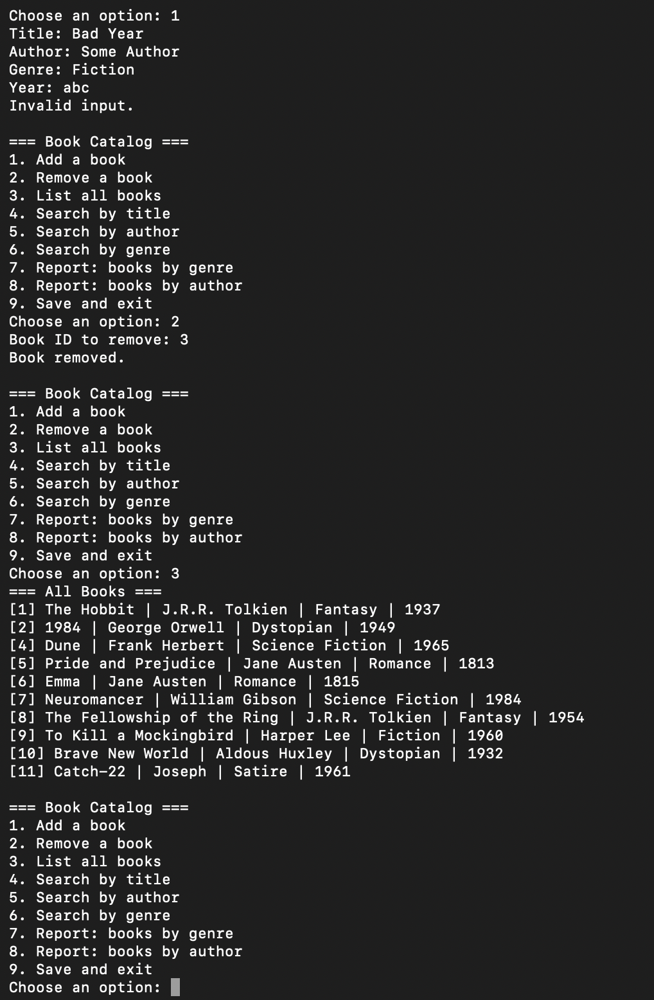 Choose an option: 1
Title: Bad Year
Author: Some Author
Genre: Fiction
Year: abc
Invalid input.

=== Book Catalog ===
1. Add a book
2. Remove a book
3. List all books
4. Search by title
5. Search by author
6. Search by genre
7. Report: books by genre
8. Report: books by author
9. Save and exit
Choose an option: 2
Book ID to remove: 3
Book removed.

=== Book Catalog ===
1. Add a book
2. Remove a book
3. List all books
4. Search by title
5. Search by author
6. Search by genre
7. Report: books by genre
8. Report: books by author
9. Save and exit
Choose an option: 3
=== All Books ===
[1] The Hobbit | J.R.R. Tolkien | Fantasy | 1937
[2] 1984 | George Orwell | Dystopian | 1949
[4] Dune | Frank Herbert | Science Fiction | 1965
[5] Pride and Prejudice | Jane Austen | Romance | 1813
[6] Emma | Jane Austen | Romance | 1815
[7] Neuromancer | William Gibson | Science Fiction | 1984
[8] The Fellowship of the Ring | J.R.R. Tolkien | Fantasy | 1954
[9] To Kill a Mockingbird | Harper Lee | Fiction | 1960
[10] Brave New World | Aldous Huxley | Dystopian | 1932
[11] Catch-22 | Joseph | Satire | 1961

=== Book Catalog ===
1. Add a book
2. Remove a book
3. List all books
4. Search by title
5. Search by author
6. Search by genre
7. Report: books by genre
8. Report: books by author
9. Save and exit
Choose an option: